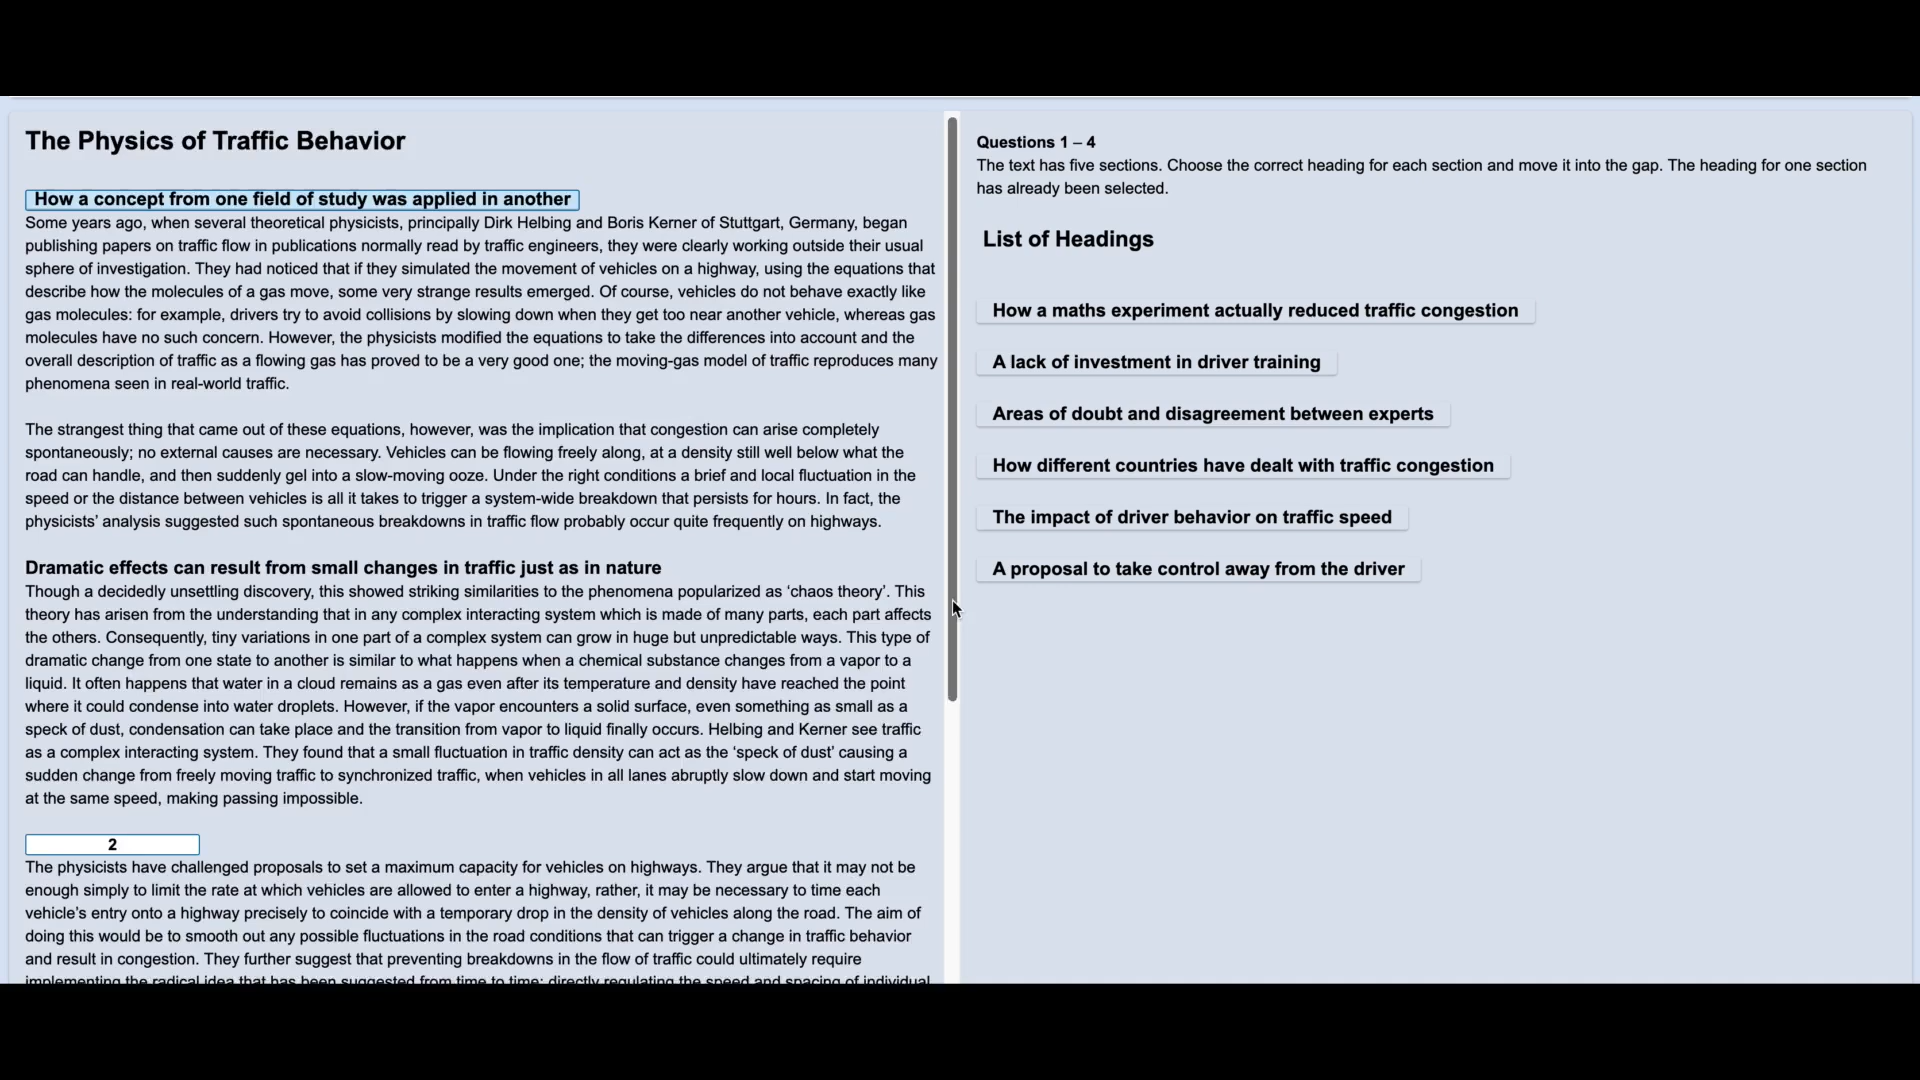 The Physics of Traffic Behavior
How a concept from one field of study was applied in another
Some years ago, when several theoretical physicists, principally Dirk Helbing and Boris Kerner of Stuttgart, Germany, began
publishing papers on traffic flow in publications normally read by traffic engineers, they were clearly working outside their usual
sphere of investigation. They had noticed that if they simulated the movement of vehicles on a highway, using the equations that
describe how the molecules of a gas move, some very strange results emerged. Of course, vehicles do not behave exactly like
gas molecules: for example, drivers try to avoid collisions by slowing down when they get too near another vehicle, whereas gas
molecules have no such concern. However, the physicists modified the equations to take the differences into account and the
overall description of traffic as a flowing gas has proved to be a very good one; the moving-gas model of traffic reproduces many
phenomena seen in real-world traffic.
The strangest thing that came out of these equations, however, was the implication that congestion can arise completely
spontaneously; no external causes are necessary. Vehicles can be flowing freely along, at a density still well below what the
road can handle, and then suddenly gel into a slow-moving ooze. Under the right conditions a brief and local fluctuation in the
speed or the distance between vehicles is all it takes to trigger a system-wide breakdown that persists for hours. In fact, the
physicists' analysis suggested such spontaneous breakdowns in traffic flow probably occur quite frequently on highways.
Dramatic effects can result from small changes in traffic just as in nature
Though a decidedly unsettling discovery, this showed striking similarities to the phenomena popularized as 'chaos theory'. This
theory has arisen from the understanding that in any complex interacting system which is made of many parts, each part affects
the others. Consequently, tiny variations in one part of a complex system can grow in huge but unpredictable ways. This type of
dramatic change from one state to another is similar to what happens when a chemical substance changes from a vapor to a
liquid. It often happens that water in a cloud remains as a gas even after its temperature and density have reached the point
where it could condense into water droplets. However, if the vapor encounters a solid surface, even something as small as a
speck of dust, condensation can take place and the transition from vapor to liquid finally occurs. Helbing and Kerner see traffic
as a complex interacting system. They found that a small fluctuation in traffic density can act as the 'speck of dust' causing a
sudden change from freely moving traffic to synchronized traffic, when vehicles in all lanes abruptly slow down and start moving
at the same speed, making passing impossible.
2
The physicists have challenged proposals to set a maximum capacity for vehicles on highways. They argue that it may not be
enough simply to limit the rate at which vehicles are allowed to enter a highway, rather, it may be necessary to time each
vehicle's entry onto a highway precisely to coincide with a temporary drop in the density of vehicles along the road. The aim of
doing this would be to smooth out any possible fluctuations in the road conditions that can trigger a change in traffic behavior
and result in congestion. They further suggest that preventing breakdowns in the flow of traffic could ultimately require
implementing the radical idea that has been suggested from time to time: directly regulating the speed and spacing of individual
Questions 1 – 4
The text has five sections. Choose the correct heading for each section and move it into the gap. The heading for one section
has already been selected.
List of Headings
How a maths experiment actually reduced traffic congestion
A lack of investment in driver training
Areas of doubt and disagreement between experts
How different countries have dealt with traffic congestion
The impact of driver behavior on traffic speed
A proposal to take control away from the driver